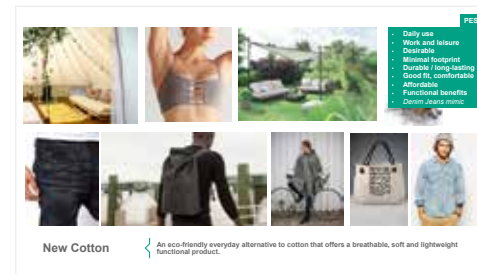 PES
• Daily use
• Work and leisure
• Desirable
• Minimal footprint
• Durable / long-lasting
• Good fit, comfortable
• Affordable
• Functional benefits
• Denim Jeans mimic
New Cotton
An eco-friendly everyday alternative to cotton that offers a breathable, soft and lightweight
functional product.